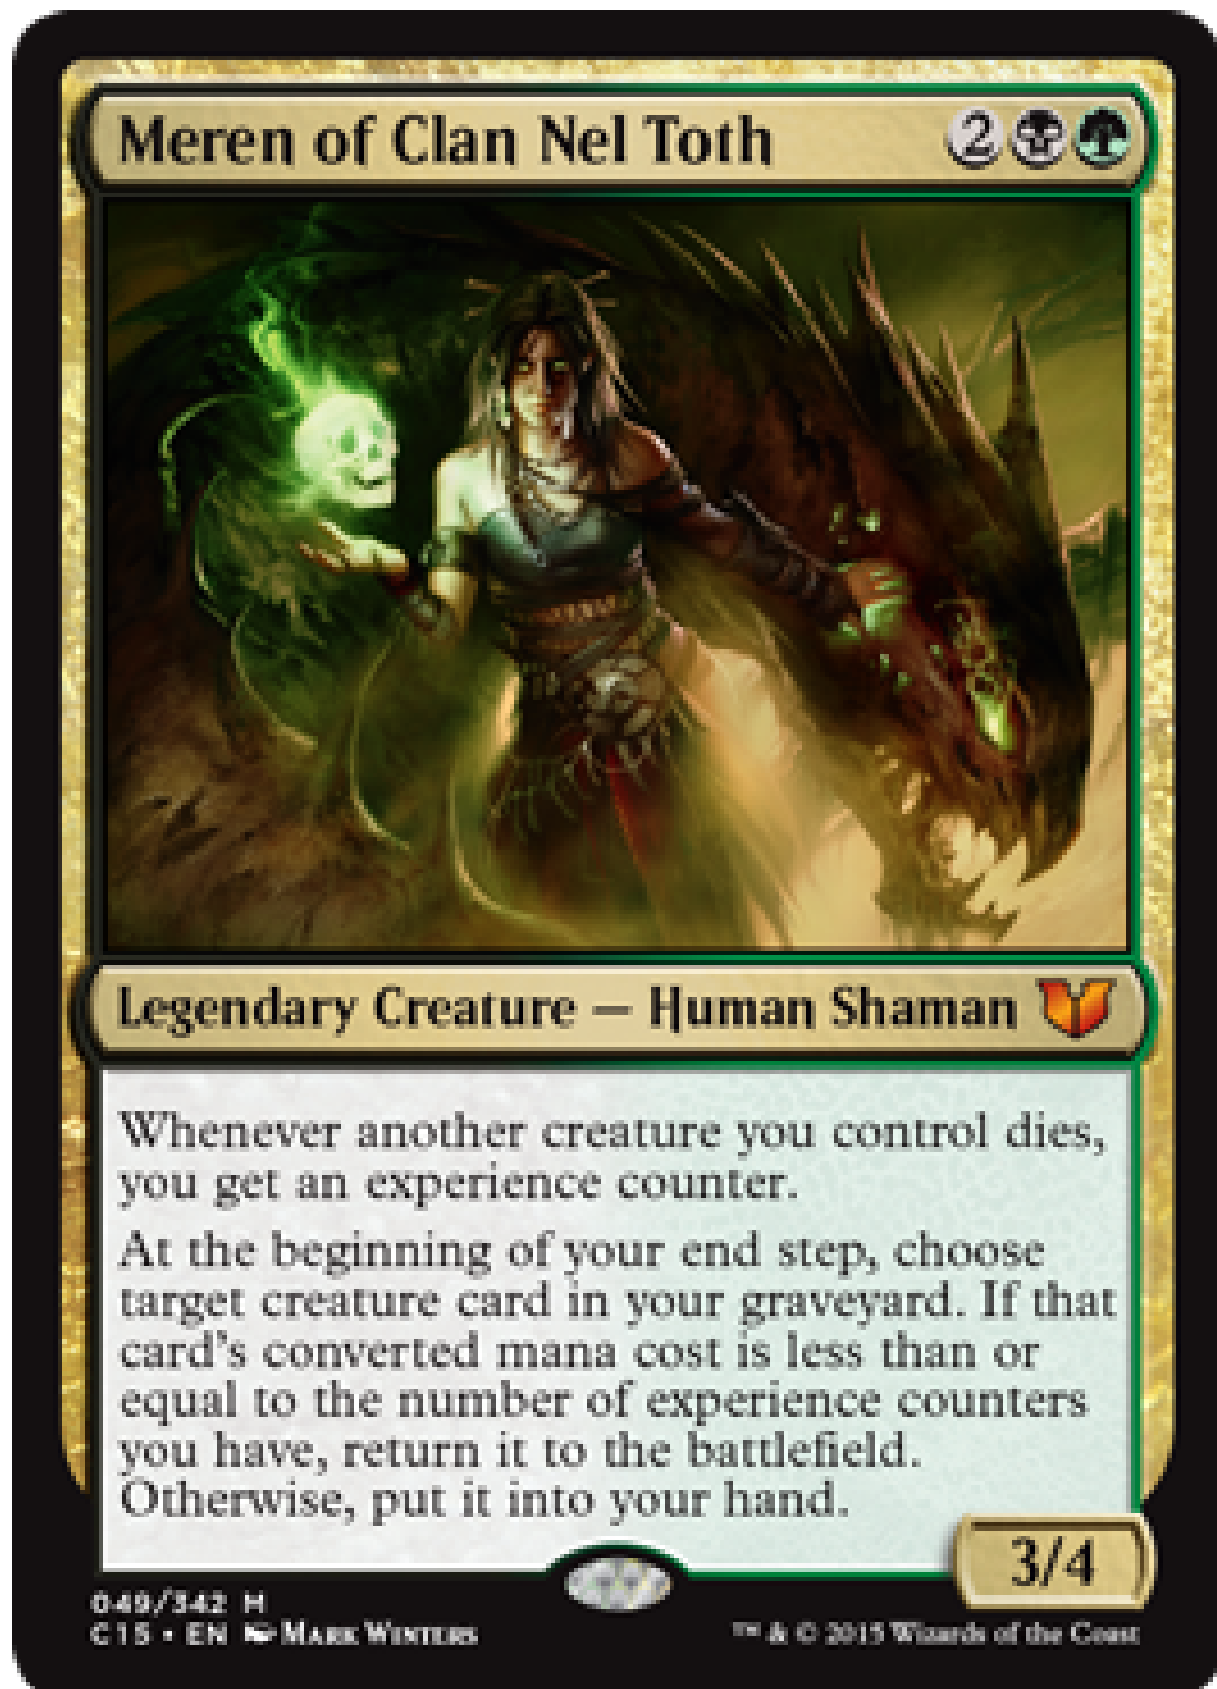 Meren of Clan Nel Toth 2
Legendary Creature — Human Shaman
Whenever another creature you control dies,
you get an experience counter.
At the beginning of your end step, choose
target creature card in your graveyard. If that
card's converted mana cost is less than or
equal to the number of experience counters
you have, return it to the battlefield.
Otherwise, put it into your hand.
3/4
049/342 M
C15 • EN Mark Winters
™ & © 2015 Wizards of the Coast